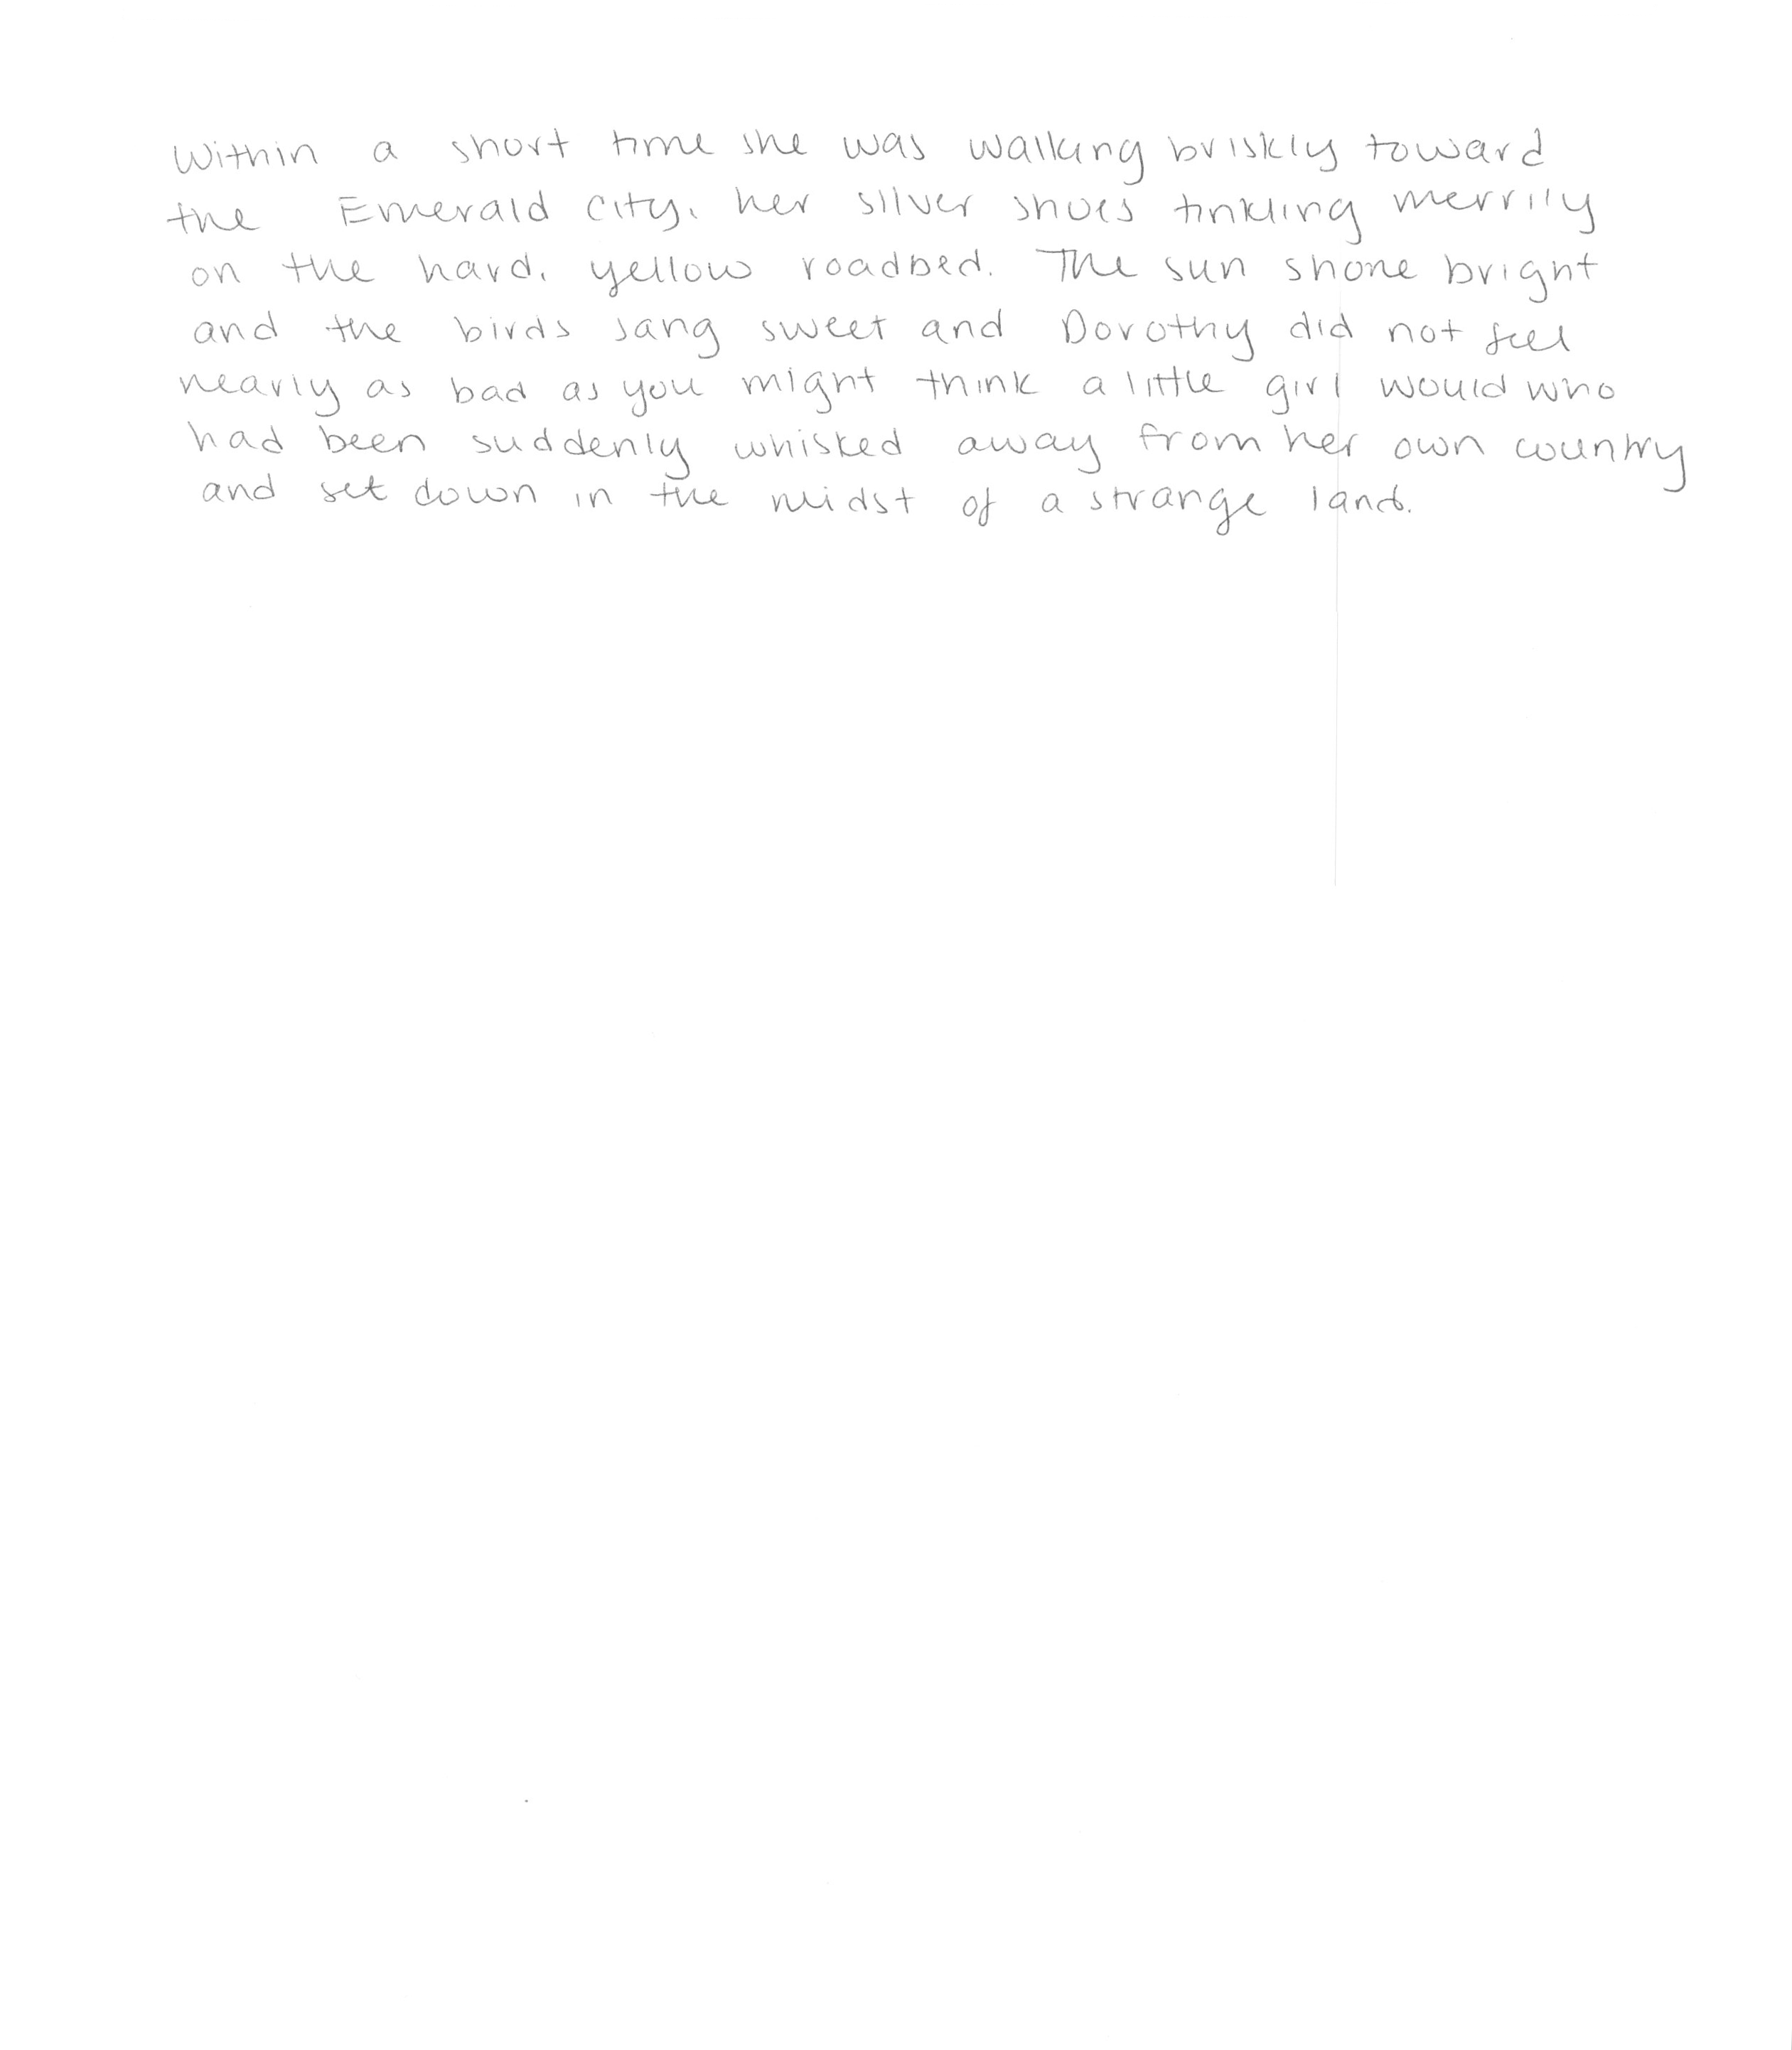 Within a short time she was walking briskly toward
the Emerald City, her silver shoes tinkling merrily
on the hard, yellow roadbed. The sun shone bright
and the birds sang sweet and Dorothy did not feel
nearly as bad as you might think a little girl would who
had been suddenly whisked away from her own country
and set down in the midst of a strange land.